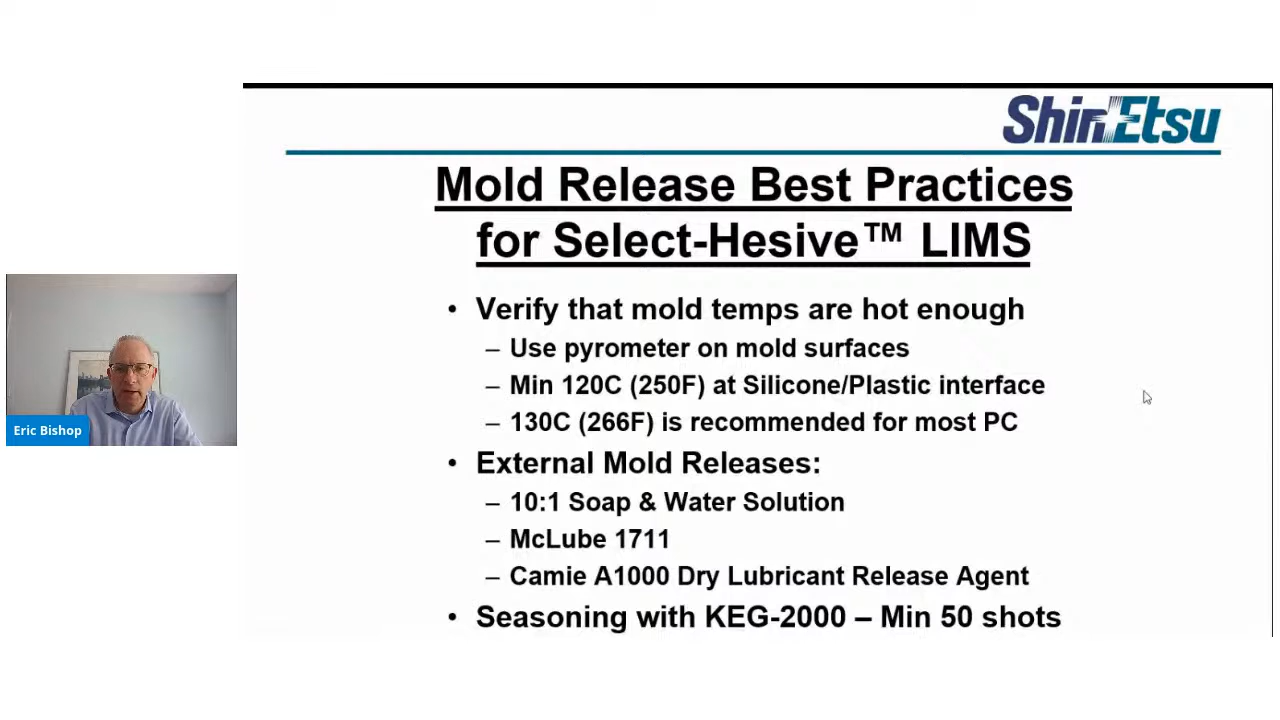 ShinEtsu
Mold Release Best Practices
for Select-Hesive™ LIMS
• Verify that mold temps are hot enough
– Use pyrometer on mold surfaces
– Min 120C (250F) at Silicone/Plastic interface
– 130C (266F) is recommended for most PC
• External Mold Releases:
– 10:1 Soap & Water Solution
– McLube 1711
– Camie A1000 Dry Lubricant Release Agent
• Seasoning with KEG-2000 – Min 50 shots
Eric Bishop